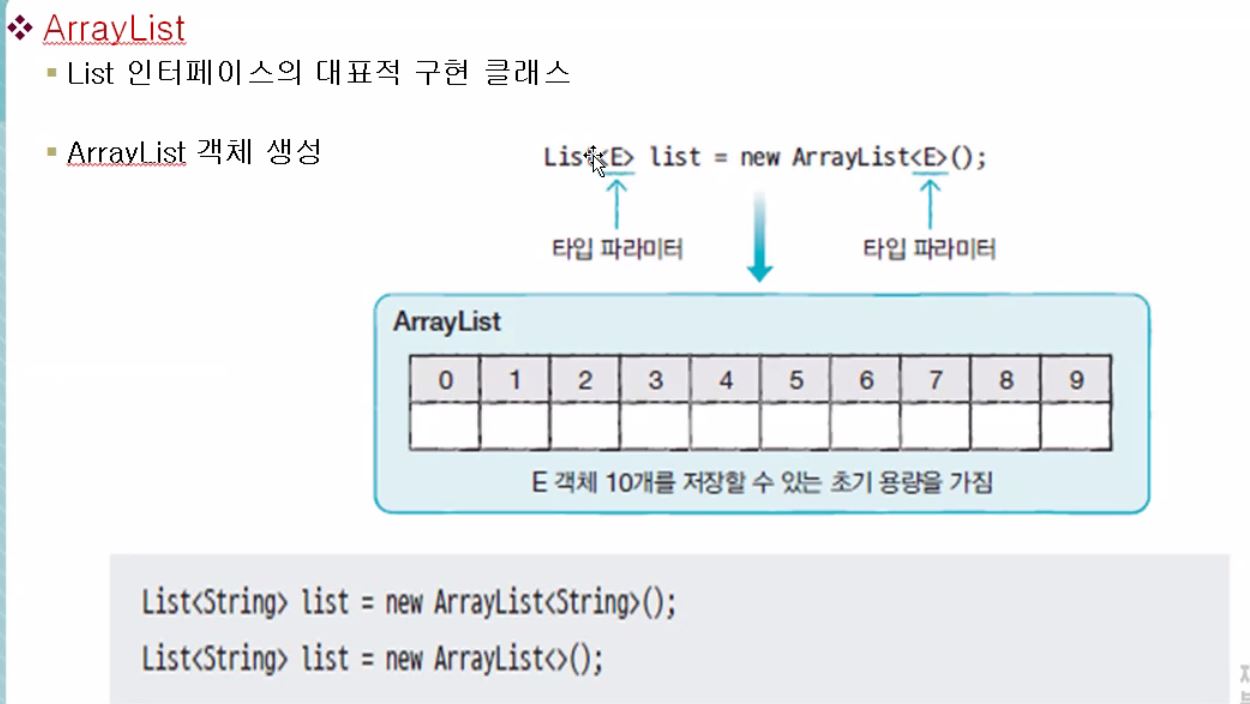 ArrayList
List 인터페이스의 대표적 구현 클래스
ArrayList 객체 생성
List<E> list = new ArrayList<E>();
타입 파라미터 타입 파라미터
ArrayList
0 1 2 3 4 5 6 7 8 9
E 객체 10개를 저장할 수 있는 초기 용량을 가짐
List<String> list = new ArrayList<String>();
List<String> list = new ArrayList<>();